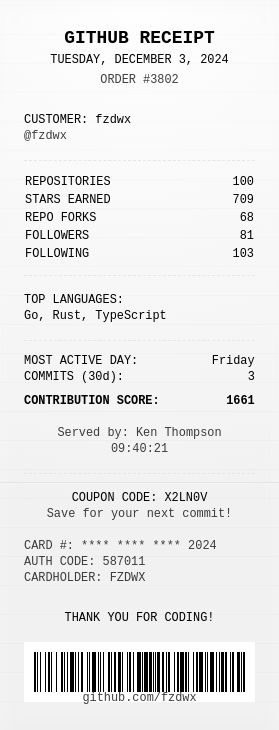 GITHUB RECEIPT
TUESDAY, DECEMBER 3, 2024
ORDER #3802
CUSTOMER: fzdwx
@fzdwx
REPOSITORIES 100
STARS EARNED 709
REPO FORKS 68
FOLLOWERS 81
FOLLOWING 103
TOP LANGUAGES:
Go, Rust, TypeScript
MOST ACTIVE DAY: Friday
COMMITS (30d): 3
CONTRIBUTION SCORE: 1661
Served by: Ken Thompson
09:40:21
COUPON CODE: X2LN0V
Save for your next commit!
CARD #: **** **** **** 2024
AUTH CODE: 587011
CARDHOLDER: FZDWX
THANK YOU FOR CODING!
github.com/fzdwx